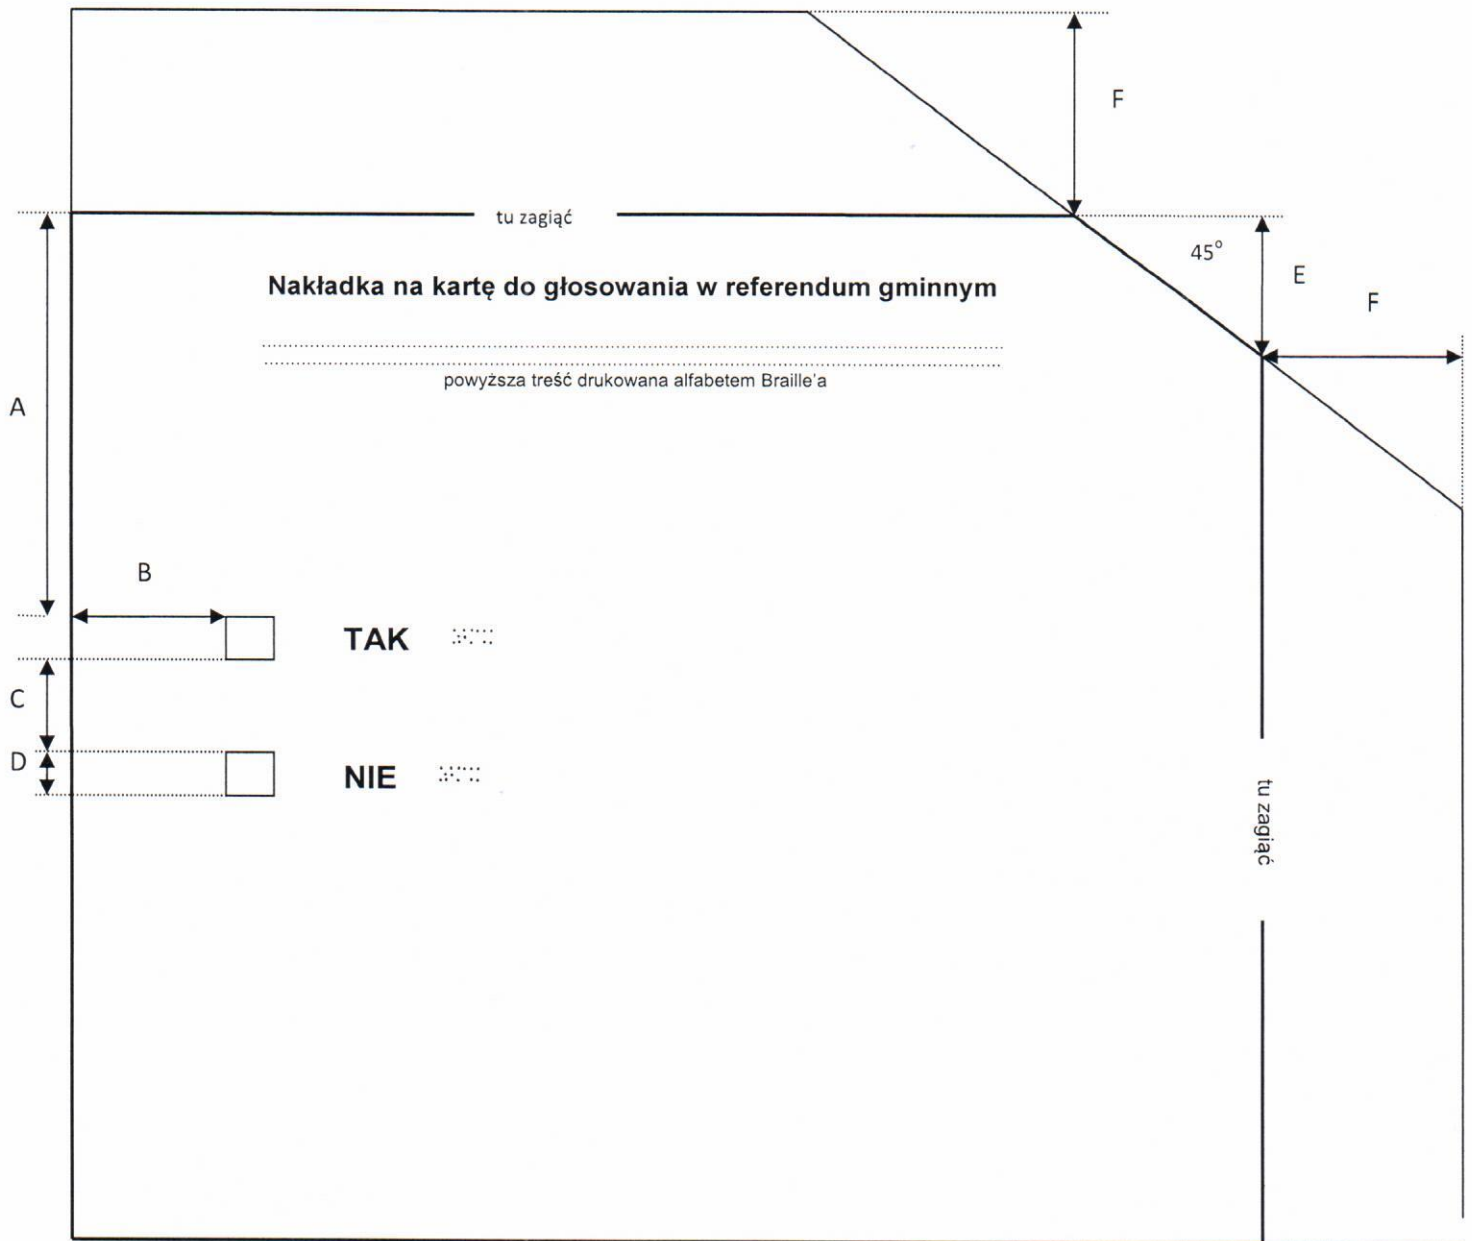 F
tu zagiąć
45°
E
F
Nakładka na kartę do głosowania w referendum gminnym
powyższa treść drukowana alfabetem Braille'a
A
B
TAK
C
D
NIE
tu zagiąć